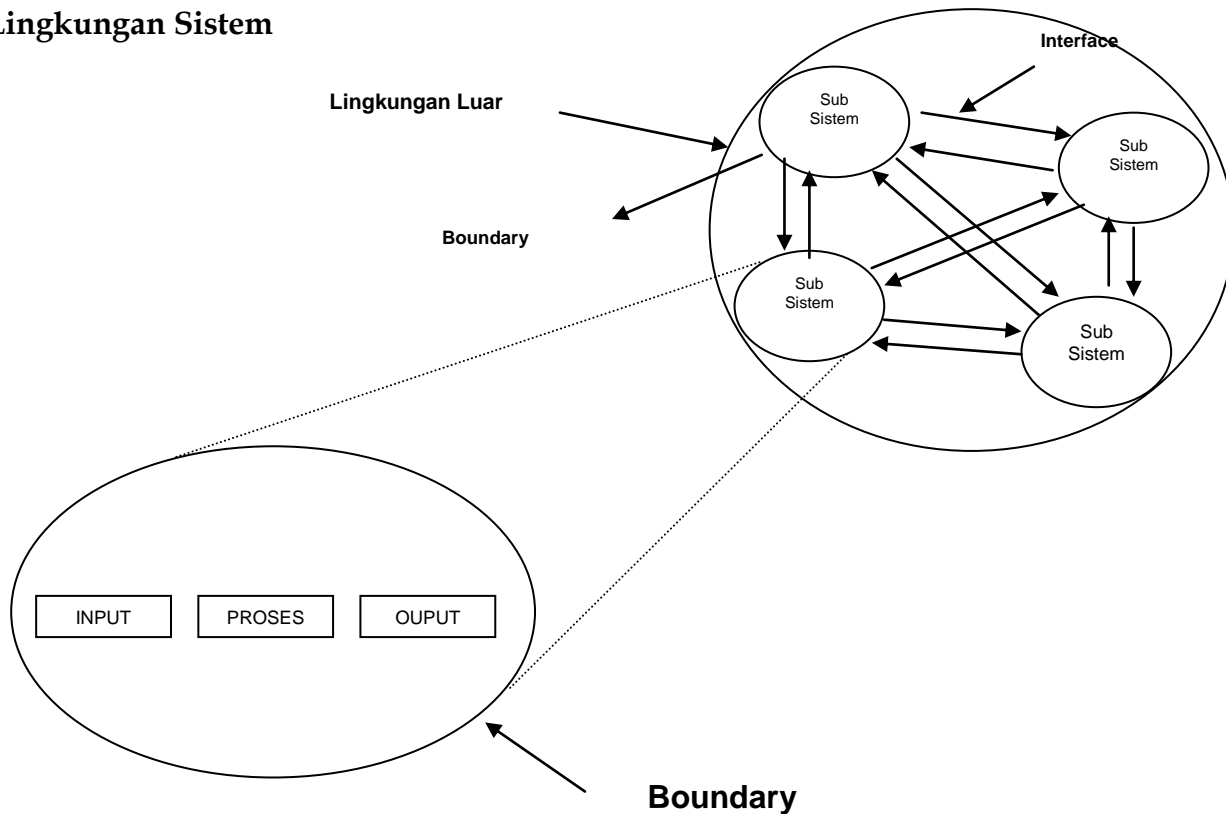 Lingkungan Sistem
Interface
Lingkungan Luar
Sub
Sistem
Sub
Sistem
Boundary
Sub
Sistem
Sub
Sistem
INPUT
PROSES
OUPUT
Boundary